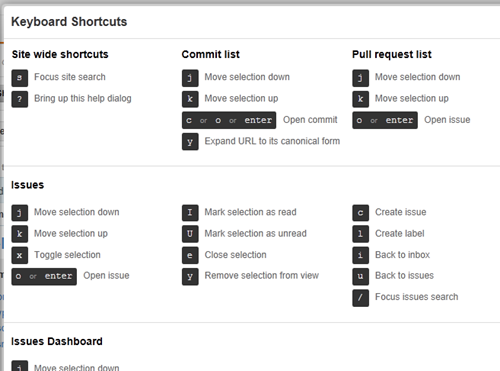 Keyboard Shortcuts
Site wide shortcuts
s Focus site search
? Bring up this help dialog
Commit list
j Move selection down
k Move selection up
c or o or enter Open commit
y Expand URL to its canonical form
Pull request list
j Move selection down
k Move selection up
o or enter Open issue
Issues
j Move selection down
k Move selection up
x Toggle selection
o or enter Open issue
I Mark selection as read
U Mark selection as unread
e Close selection
y Remove selection from view
c Create issue
l Create label
i Back to inbox
u Back to issues
/ Focus issues search
Issues Dashboard
j Move selection down